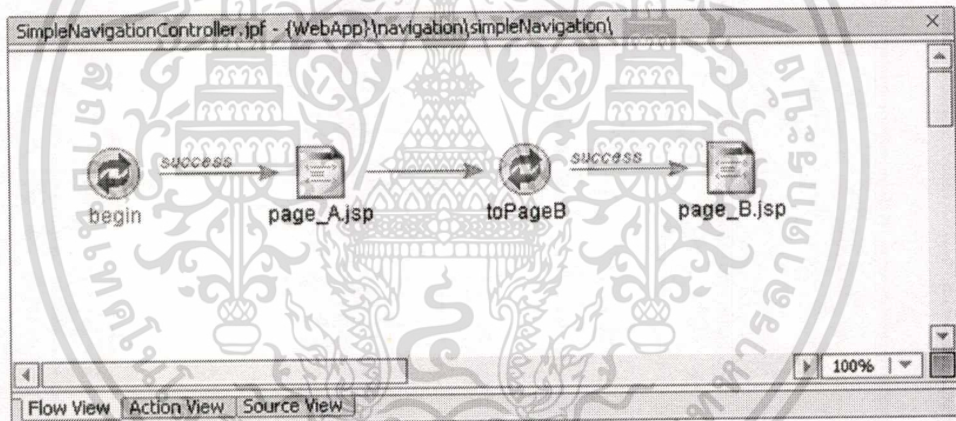 SimpleNavigationController.jpf - {WebApp}\navigation\simpleNavigation\
success
success
begin
page_A.jsp
toPageB
page_B.jsp
100%
Flow View
Action View
Source View